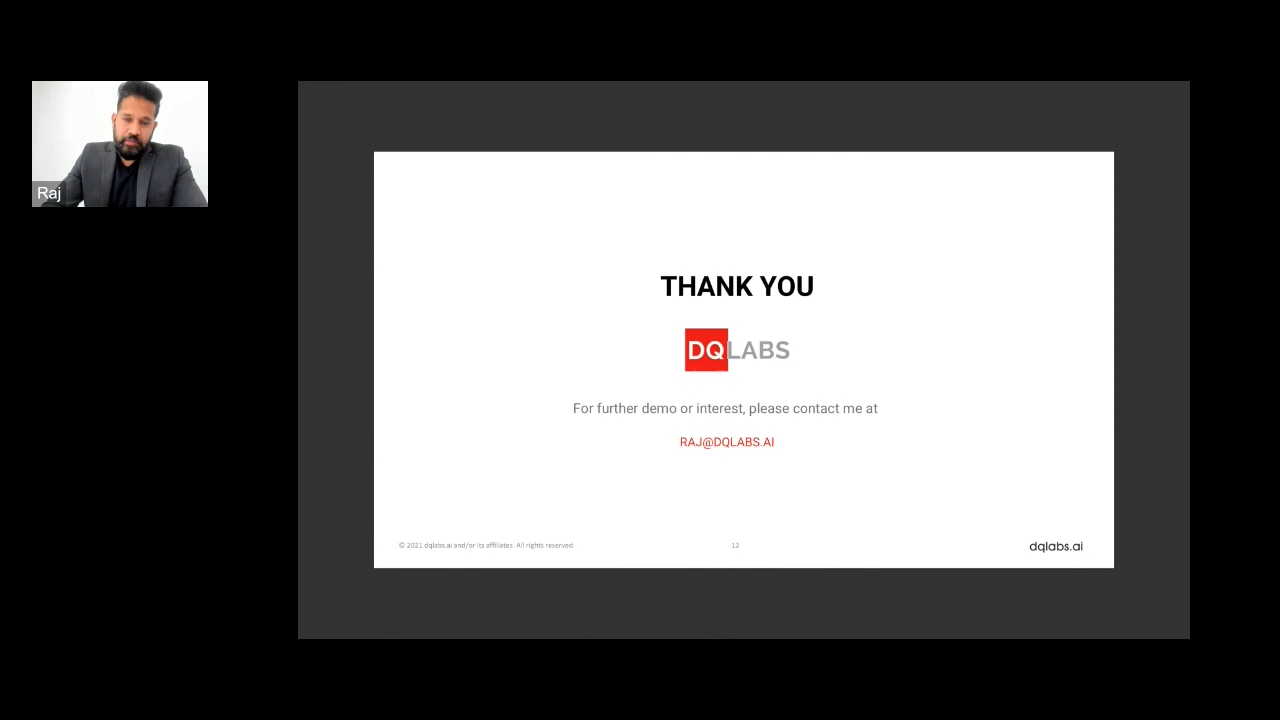 Raj
THANK YOU
DQLABS
For further demo or interest, please contact me at
RAJ@DQLABS.AI
© 2021 dqlabs.ai and/or its affiliates. All rights reserved.
12
dqlabs.ai